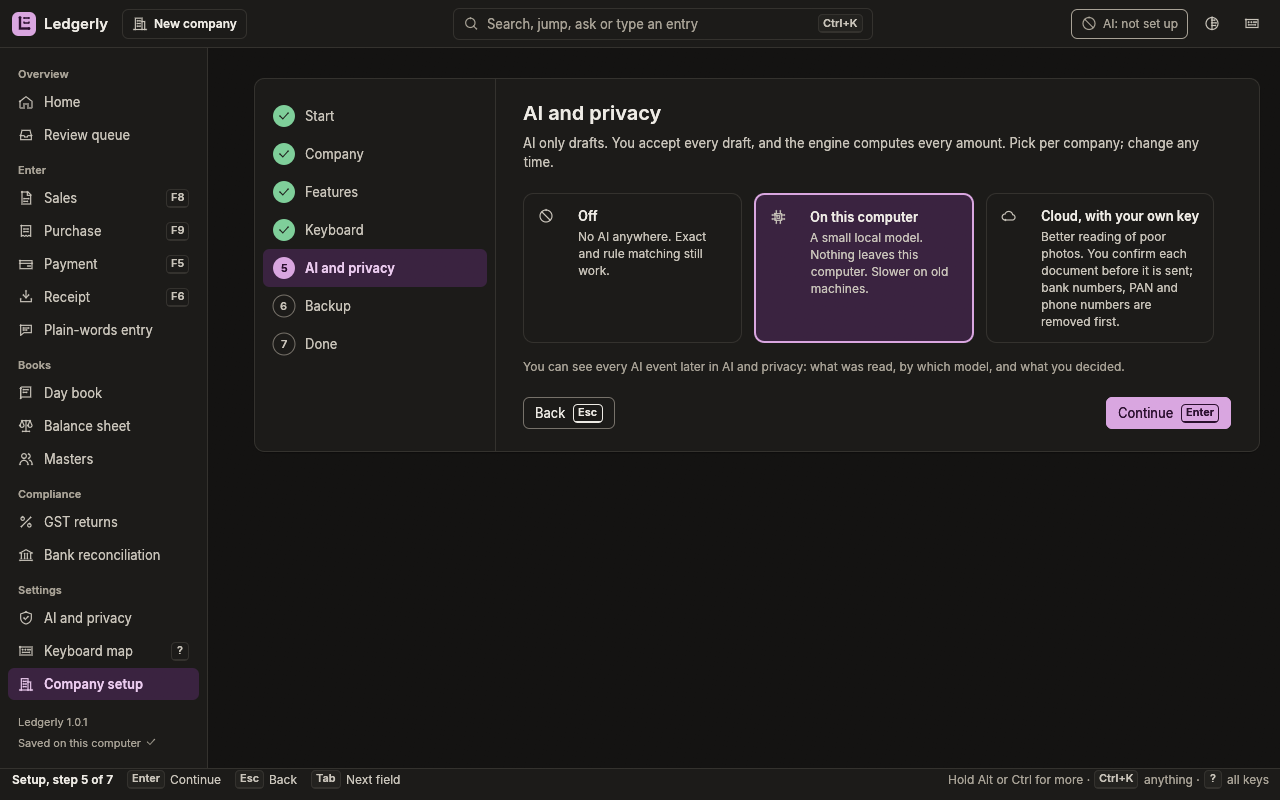 Ledgerly
New company
Search, jump, ask or type an entry
Ctrl+K
AI: not set up
Overview
Home
Review queue
Enter
Sales F8
Purchase F9
Payment F5
Receipt F6
Plain-words entry
Books
Day book
Balance sheet
Masters
Compliance
GST returns
Bank reconciliation
Settings
AI and privacy
Keyboard map ?
Company setup
Ledgerly 1.0.1
Saved on this computer
Start
Company
Features
Keyboard
5 AI and privacy
6 Backup
7 Done
AI and privacy
AI only drafts. You accept every draft, and the engine computes every amount. Pick per company; change any
time.
Off
No AI anywhere. Exact
and rule matching still
work.
On this computer
A small local model.
Nothing leaves this
computer. Slower on old
machines.
Cloud, with your own key
Better reading of poor
photos. You confirm each
document before it is sent;
bank numbers, PAN and
phone numbers are
removed first.
You can see every AI event later in AI and privacy: what was read, by which model, and what you decided.
Back Esc
Continue Enter
Setup, step 5 of 7 Enter Continue Esc Back Tab Next field
Hold Alt or Ctrl for more · Ctrl+K anything · ? all keys